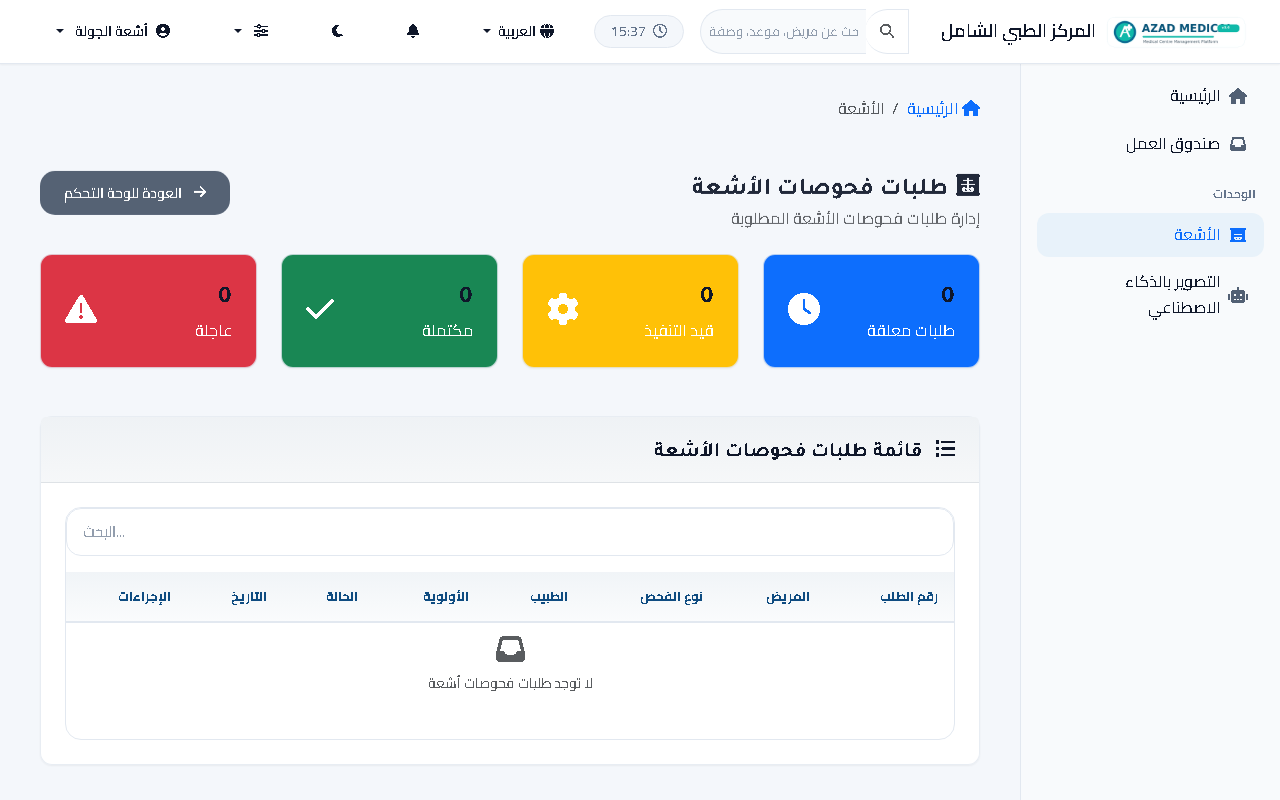 AZAD MEDIC
Medical Centre Management Platform
المركز الطبي الشامل
حث عن مريض، موعد، وصفة
15:37
العربية
أشعة الجولة
الرئيسية
صندوق العمل
الوحدات
الأشعة
التصوير بالذكاء
الاصطناعي
الرئيسية / الأشعة
طلبات فحوصات الأشعة
إدارة طلبات فحوصات الأشعة المطلوبة
العودة للوحة التحكم
0
طلبات معلقة
0
قيد التنفيذ
0
مكتملة
0
عاجلة
قائمة طلبات فحوصات الأشعة
البحث...
رقم الطلب المريض نوع الفحص الطبيب الأولوية الحالة التاريخ الإجراءات
لا توجد طلبات فحوصات أشعة